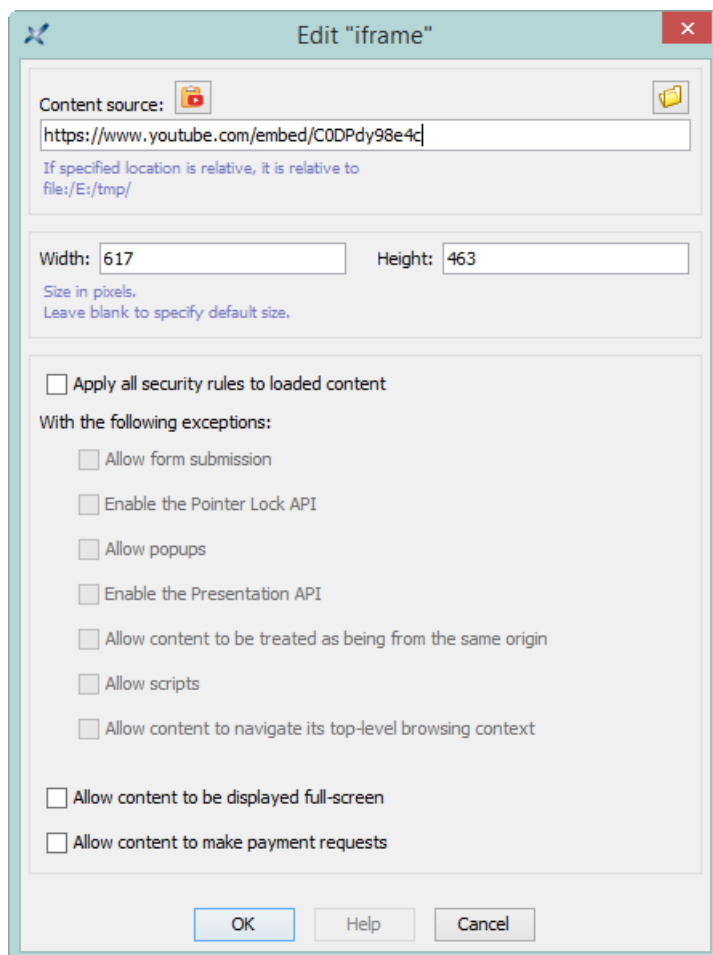 Edit "iframe"
Content source:
https://www.youtube.com/embed/C0DPdy98e4c
If specified location is relative, it is relative to
file:/E:/tmp/
Width: 617 Height: 463
Size in pixels.
Leave blank to specify default size.
Apply all security rules to loaded content
With the following exceptions:
Allow form submission
Enable the Pointer Lock API
Allow popups
Enable the Presentation API
Allow content to be treated as being from the same origin
Allow scripts
Allow content to navigate its top-level browsing context
Allow content to be displayed full-screen
Allow content to make payment requests
OK Help Cancel